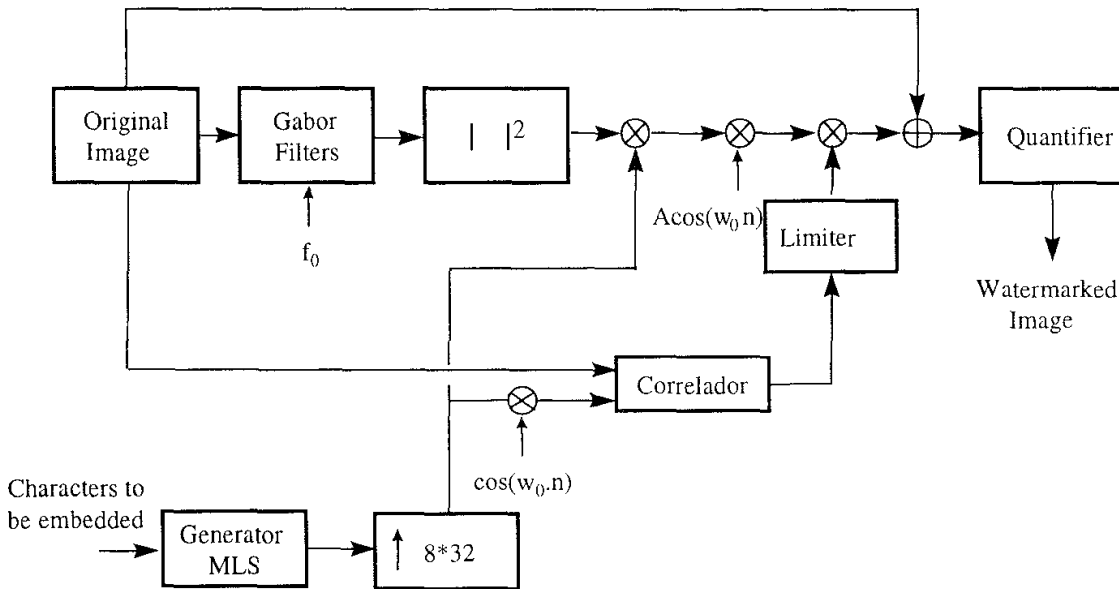 Original
Image
Gabor
Filters
| |²
Quantifier
f₀
Acos(w₀ n)
Limiter
Watermarked
Image
Correlador
cos(w₀.n)
Characters to
be embedded
Generator
MLS
8*32